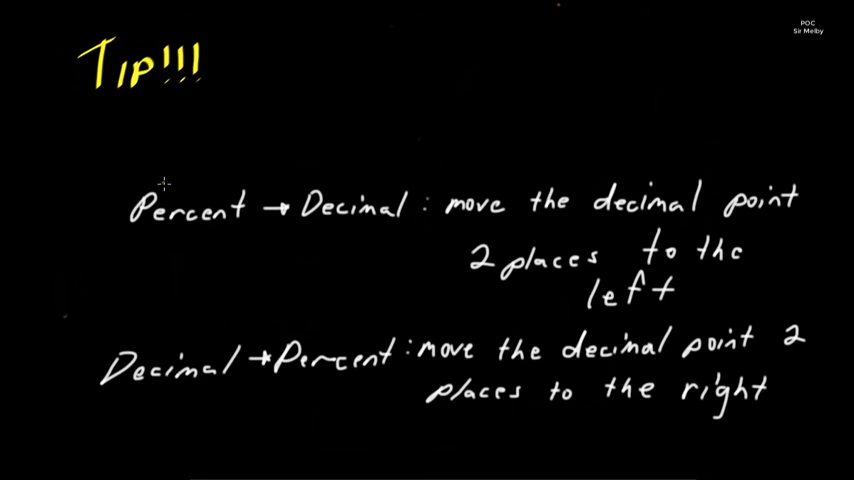 POC
Sir Melby
TIP!!!
Percent → Decimal : move the decimal point
2 places to the
left
Decimal → Percent : move the decimal point 2
places to the right